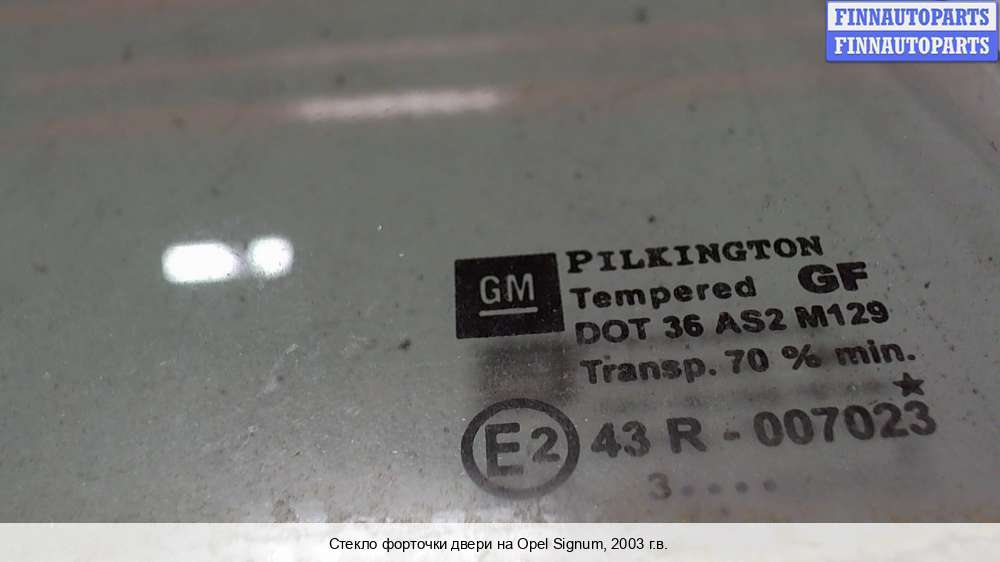 FINNAUTOPARTS
FINNAUTOPARTS
GM
PILKINGTON
Tempered GF
DOT 36 AS2 M129
Transp. 70 % min.
E2 43 R - 007023
3 . . . .
Стекло форточки двери на Opel Signum, 2003 г.в.